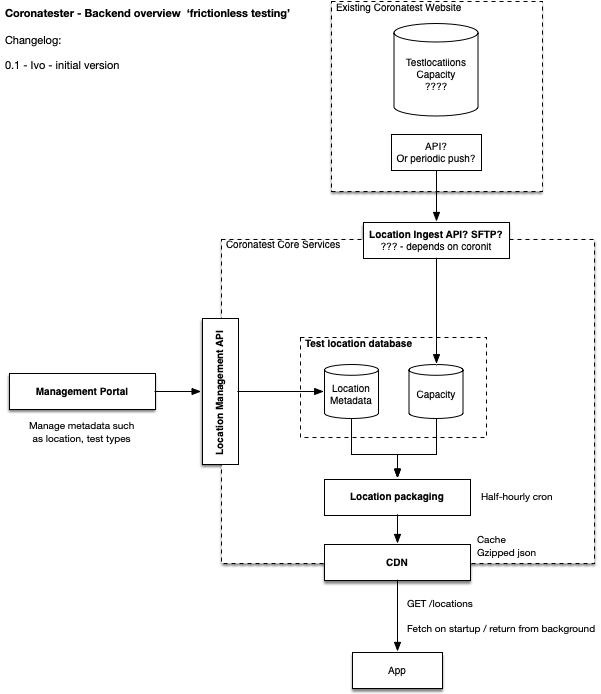 Coronatester - Backend overview ‘frictionless testing’
Changelog:
0.1 - Ivo - initial version
Existing Coronatest Website
Testlocatiions
Capacity
????
API?
Or periodic push?
Location Ingest API? SFTP?
??? - depends on coronit
Coronatest Core Services
Location Management API
Test location database
Location
Metadata
Capacity
Management Portal
Manage metadata such
as location, test types
Location packaging
Half-hourly cron
CDN
Cache
Gzipped json
GET /locations
Fetch on startup / return from background
App